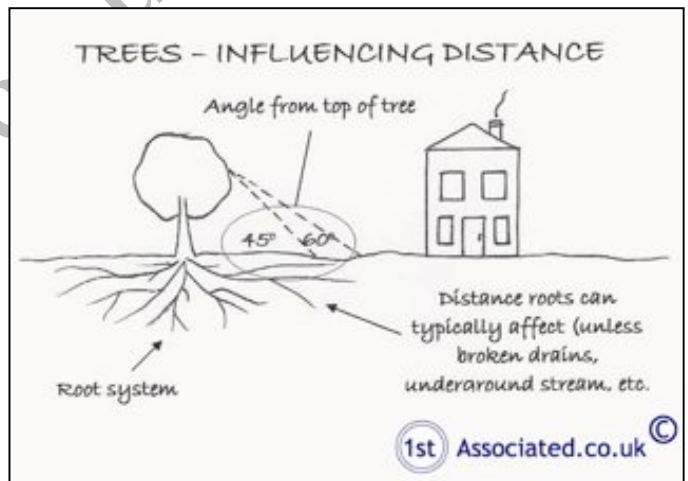 TREES – INFLUENCING DISTANCE
Angle from top of tree
45° 60°
Distance roots can
typically affect (unless
broken drains,
underaround stream, etc.
Root system
1st Associated.co.uk ©